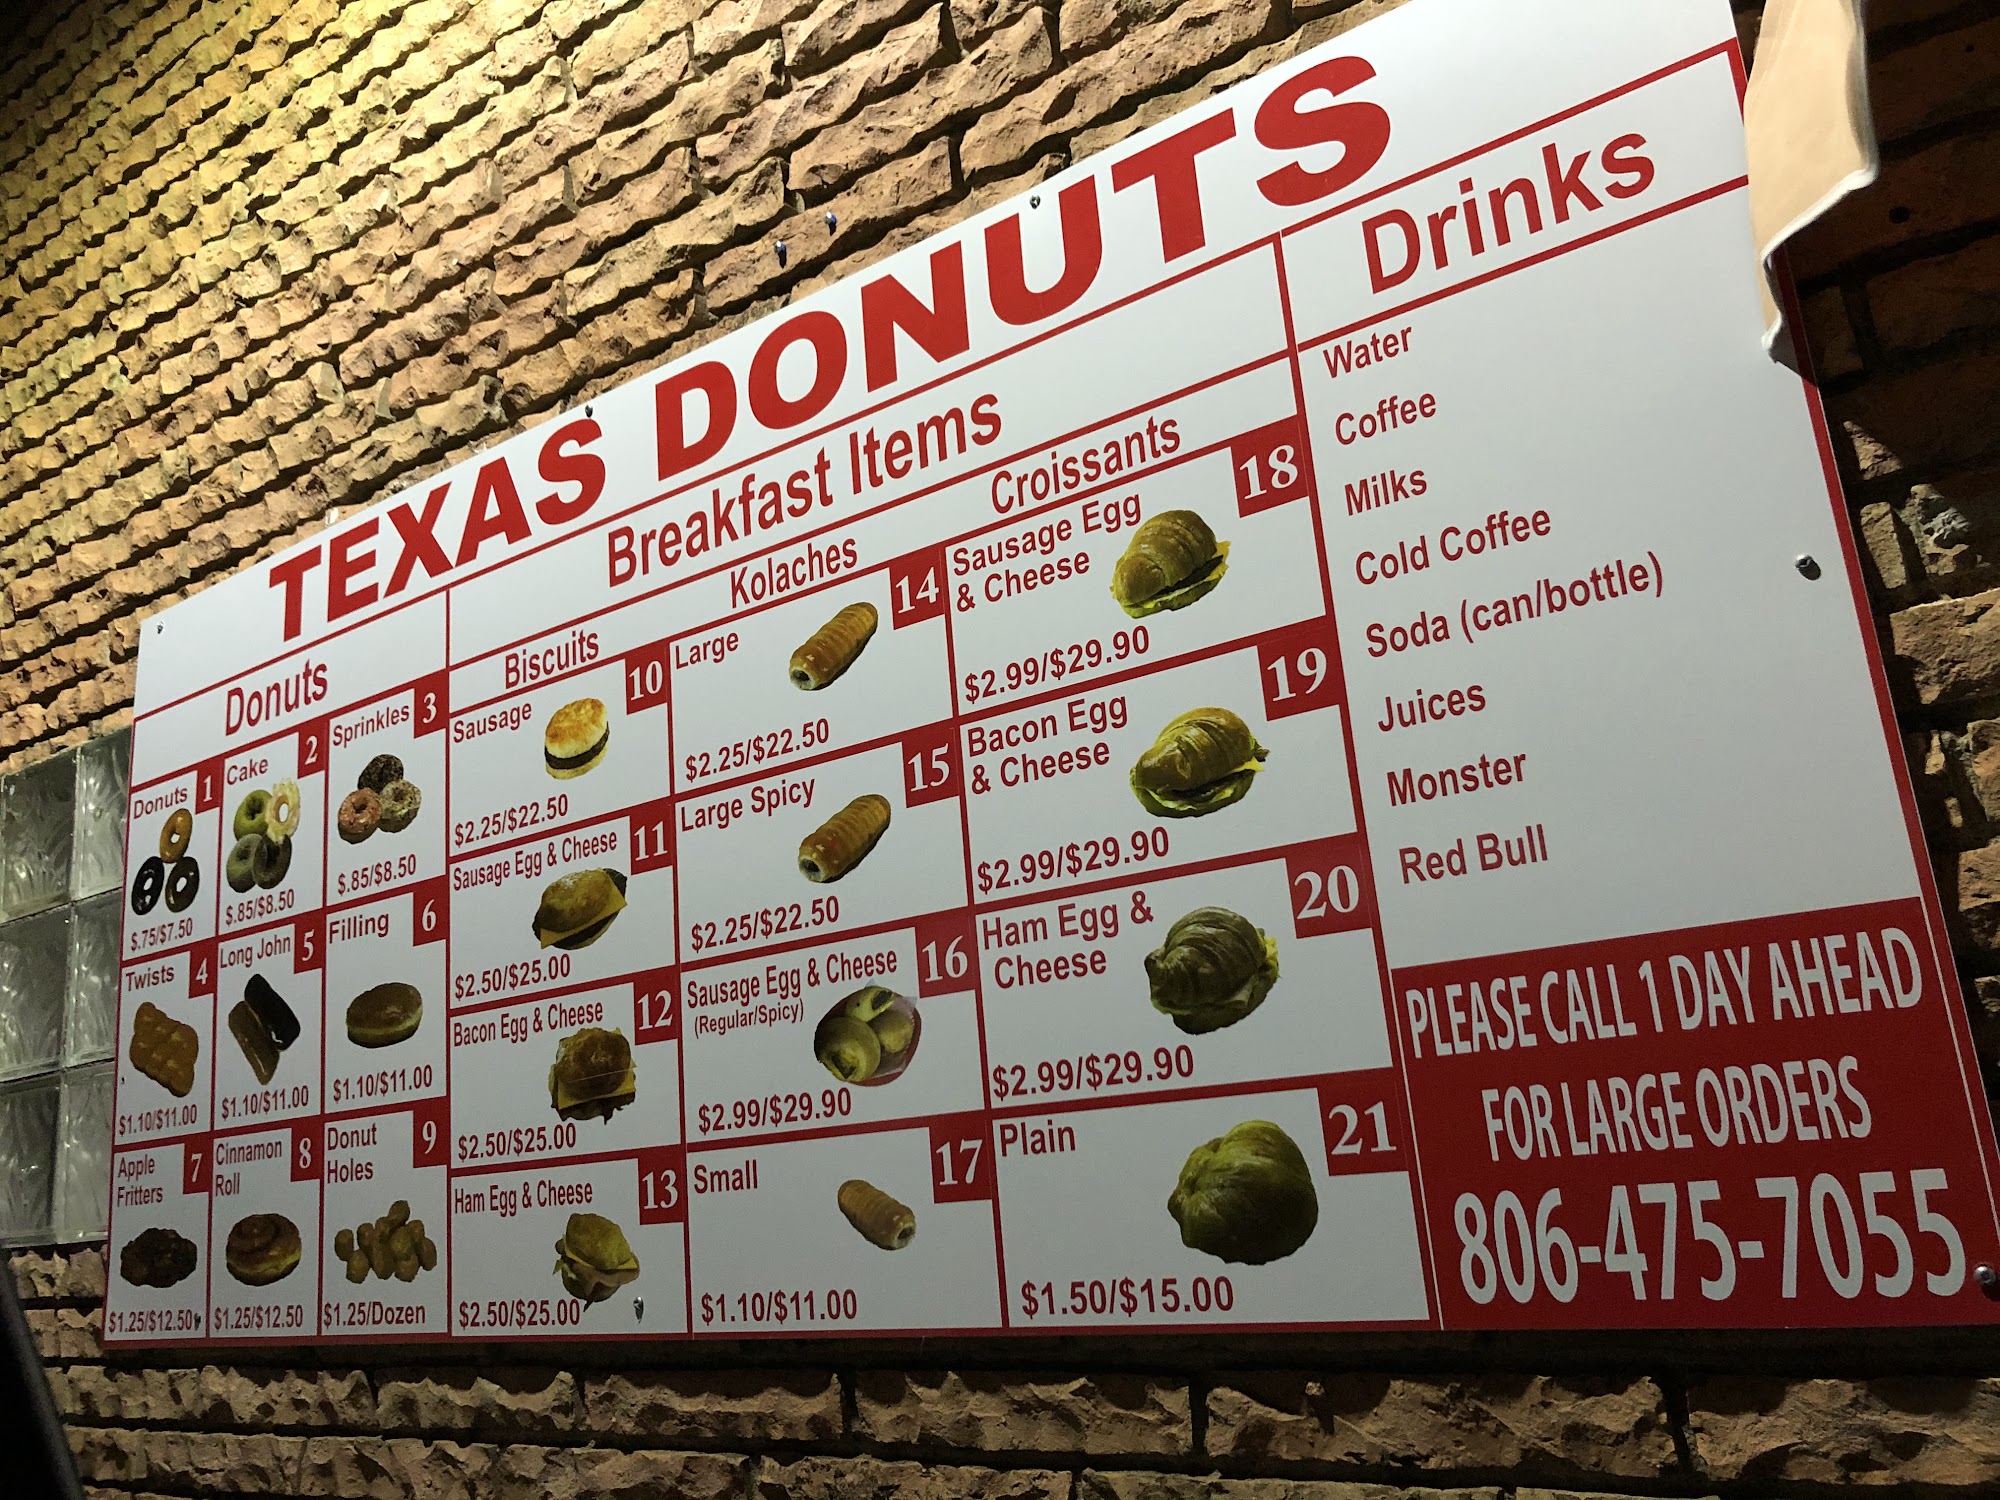 TEXAS DONUTS
Donuts
Donuts 1
$.75/$7.50
Cake 2
$.85/$8.50
Sprinkles 3
$.85/$8.50
Twists 4
$1.10/$11.00
Long John 5
$1.10/$11.00
Filling 6
$1.10/$11.00
Apple 7
Fritters
$1.25/$12.50
Cinnamon 8
Roll
$1.25/$12.50
Donut 9
Holes
$1.25/Dozen
Breakfast Items
Biscuits
Sausage 10
$2.25/$22.50
Sausage Egg & Cheese 11
$2.50/$25.00
Bacon Egg & Cheese 12
$2.50/$25.00
Ham Egg & Cheese 13
$2.50/$25.00
Kolaches
Large 14
$2.25/$22.50
Large Spicy 15
$2.25/$22.50
Sausage Egg & Cheese 16
(Regular/Spicy)
$2.99/$29.90
Small 17
$1.10/$11.00
Croissants
Sausage Egg 18
& Cheese
$2.99/$29.90
Bacon Egg 19
& Cheese
$2.99/$29.90
Ham Egg & 20
Cheese
$2.99/$29.90
Plain 21
$1.50/$15.00
Drinks
Water
Coffee
Milks
Cold Coffee
Soda (can/bottle)
Juices
Monster
Red Bull
PLEASE CALL 1 DAY AHEAD
FOR LARGE ORDERS
806-475-7055